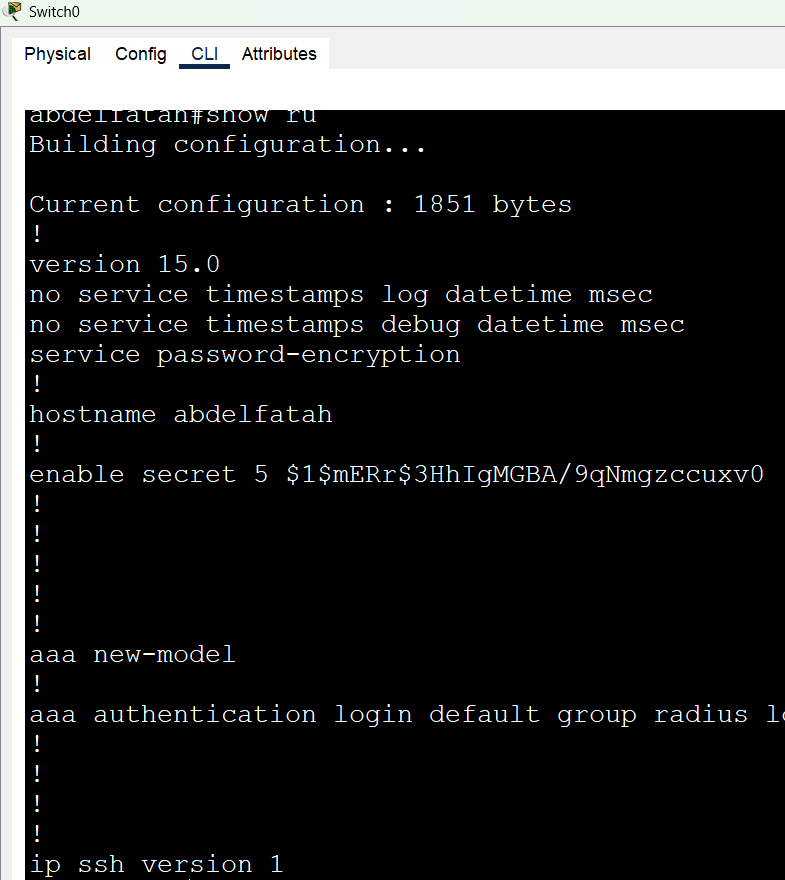 Switch0
Physical Config CLI Attributes
abdelfatah#show ru
Building configuration...
Current configuration : 1851 bytes
!
version 15.0
no service timestamps log datetime msec
no service timestamps debug datetime msec
service password-encryption
!
hostname abdelfatah
!
enable secret 5 $1$mERr$3HhIgMGBA/9qNmgzccuxv0
!
!
!
!
!
aaa new-model
!
aaa authentication login default group radius
!
!
!
!
ip ssh version 1